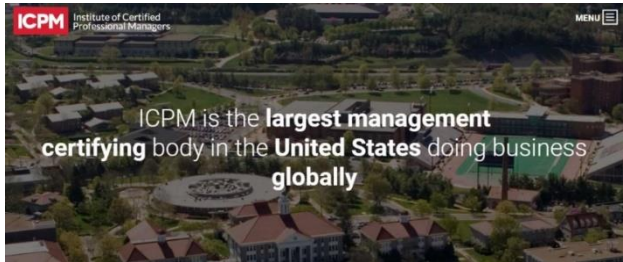 ICPM
Institute of Certified
Professional Managers
MENU
ICPM is the largest management
certifying body in the United States doing business
globally